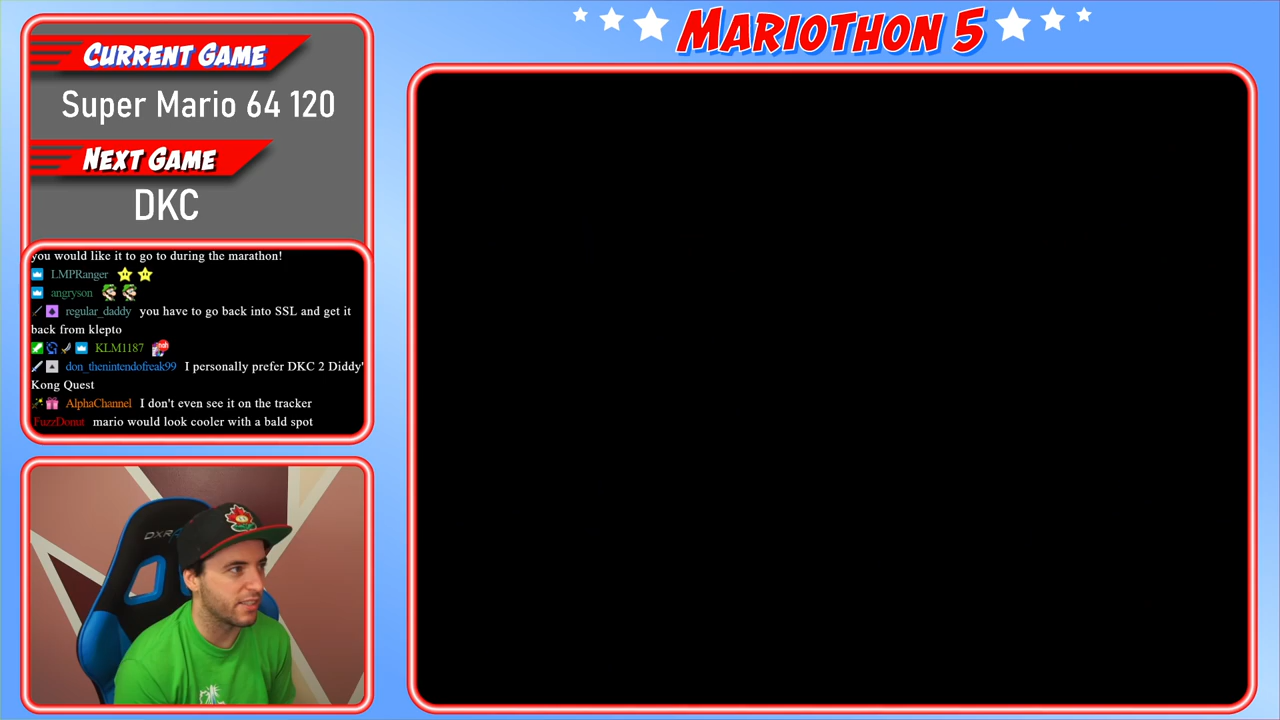 MARIOTHON 5
CURRENT GAME
Super Mario 64 120
NEXT GAME
DKC
you would like it to go to during the marathon!
LMPRanger
angryson
regular_daddy you have to go back into SSL and get it
back from klepto
KLM1187
don_thenintendofreak99 I personally prefer DKC 2 Diddy'
Kong Quest
AlphaChannel I don't even see it on the tracker
FuzzDonut mario would look cooler with a bald spot
DXR